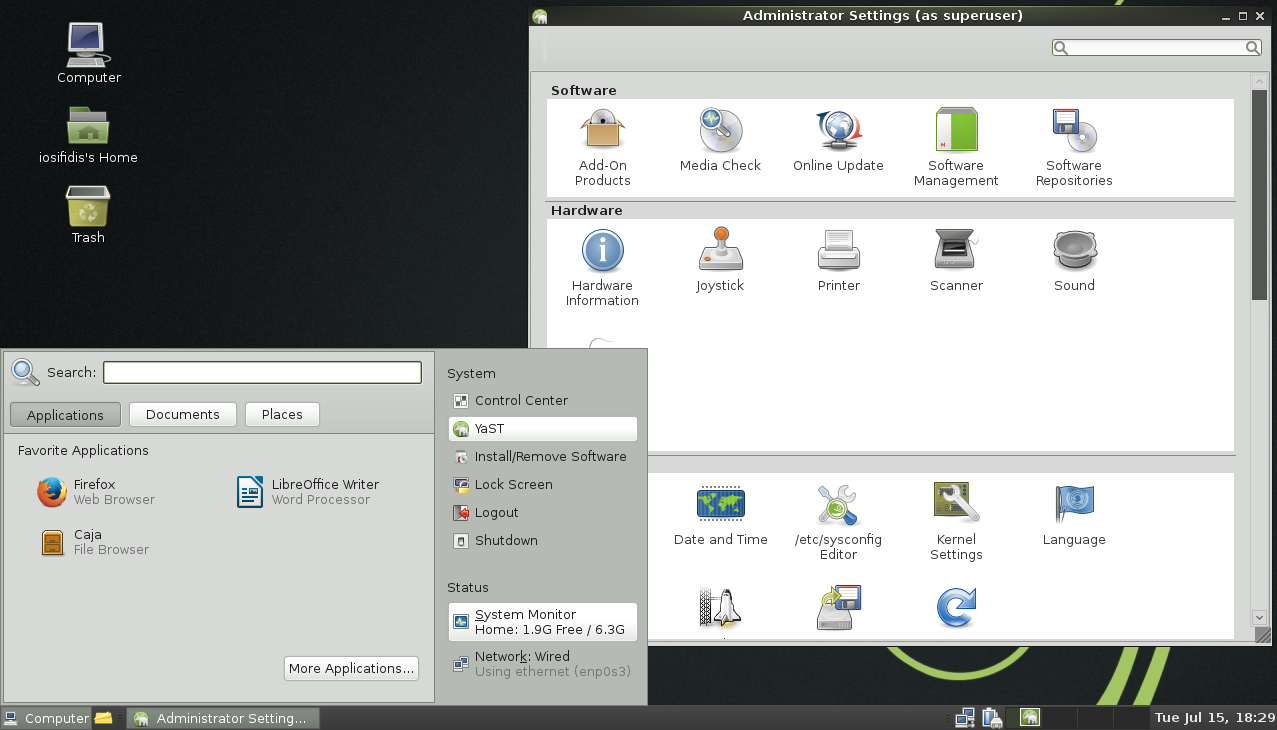 Computer
iosifidis's Home
Trash
Administrator Settings (as superuser)
Software
Add-On
Products
Media Check
Online Update
Software
Management
Software
Repositories
Hardware
Hardware
Information
Joystick
Printer
Scanner
Sound
Date and Time
/etc/sysconfig
Editor
Kernel
Settings
Language
Search:
Applications
Documents
Places
Favorite Applications
Firefox
Web Browser
LibreOffice Writer
Word Processor
Caja
File Browser
More Applications...
System
Control Center
YaST
Install/Remove Software
Lock Screen
Logout
Shutdown
Status
System Monitor
Home: 1.9G Free / 6.3G
Network: Wired
Using ethernet (enp0s3)
Computer
Administrator Setting...
Tue Jul 15, 18:29